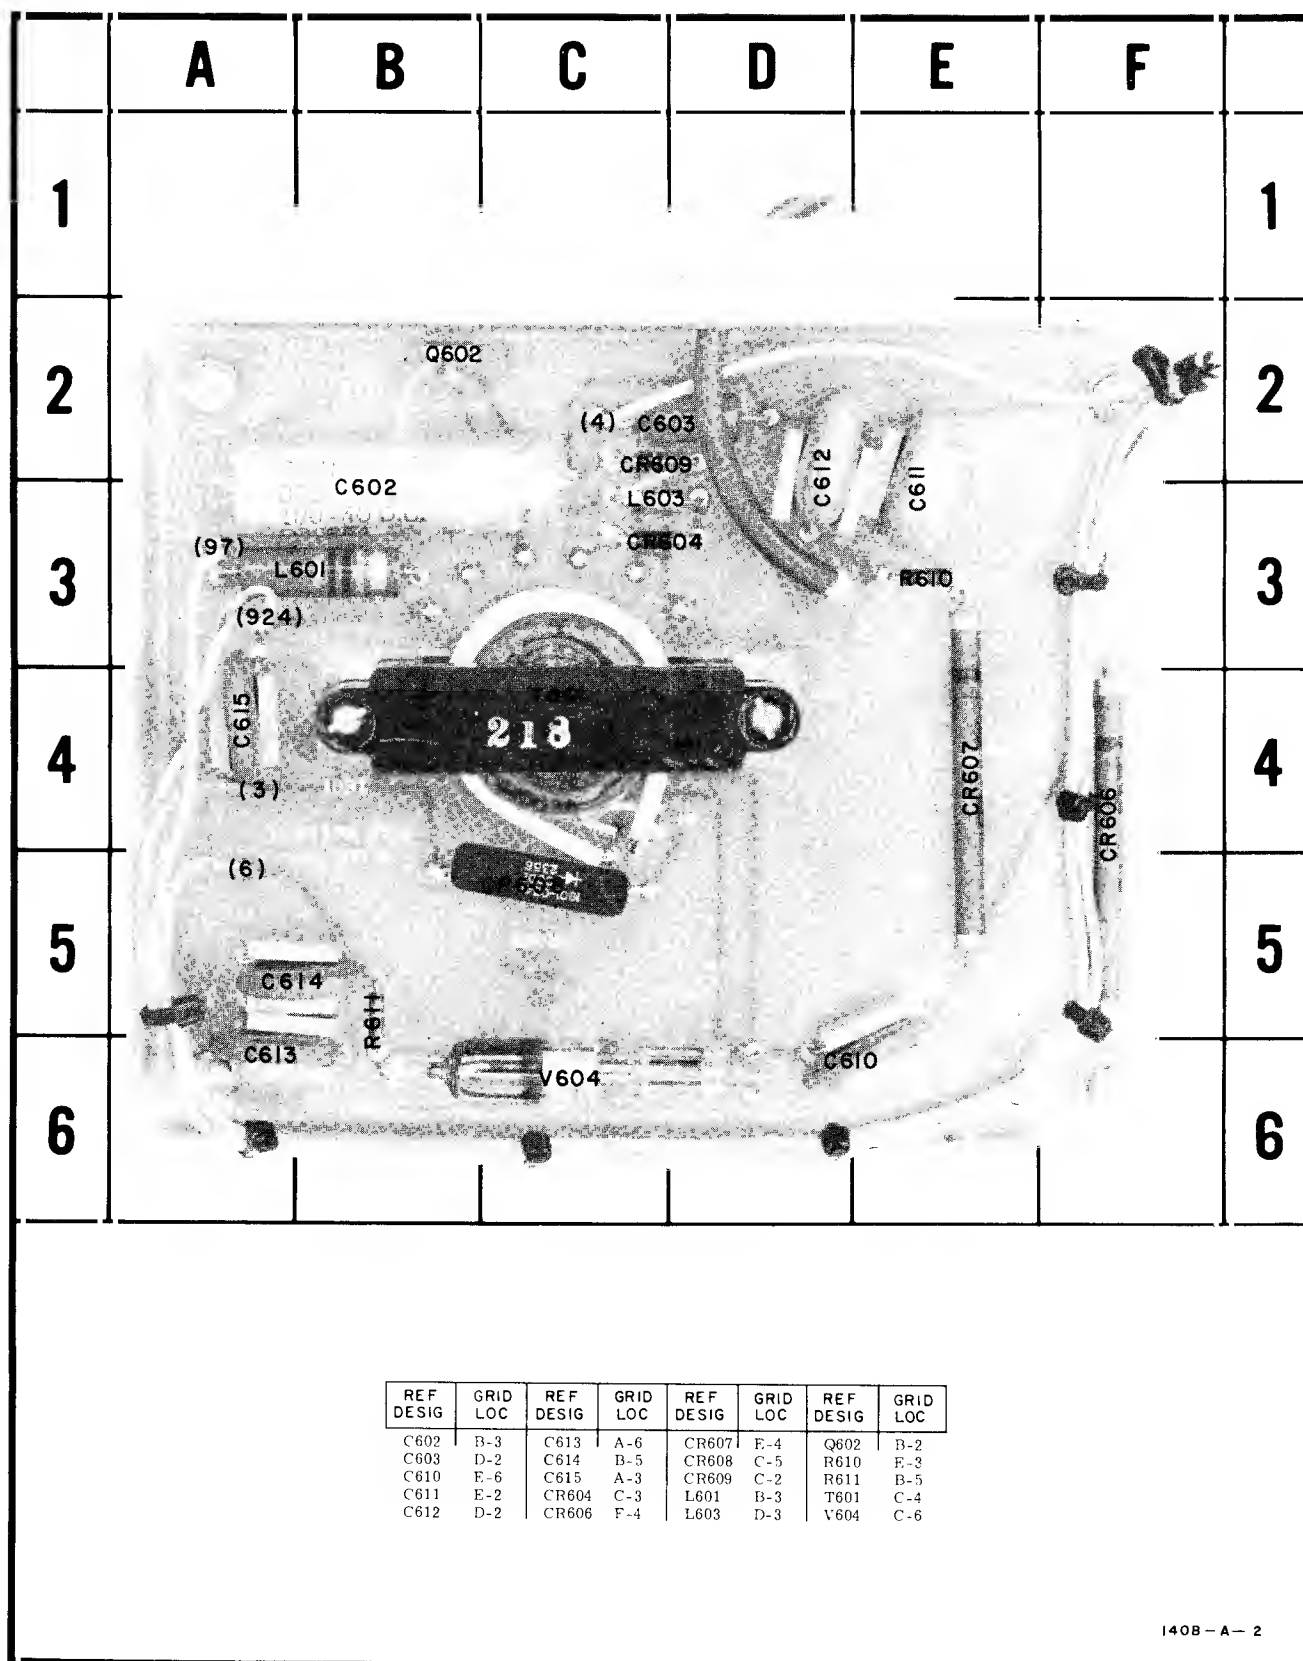 A B C D E F
1 1
Q602
2 2
(4) C603
CR609
C612
C611
C602
L603
(97)
CR604
L601
R610
3 3
(924)
C615
218
CR607
4 4
(3)
CR606
(6)
5 5
C614
R611
C613
V604
C610
6 6
REF DESIG GRID LOC REF DESIG GRID LOC REF DESIG GRID LOC REF DESIG GRID LOC
C602 B-3 C613 A-6 CR607 E-4 Q602 B-2
C603 D-2 C614 B-5 CR608 C-5 R610 E-3
C610 E-6 C615 A-3 CR609 C-2 R611 B-5
C611 E-2 CR604 C-3 L601 B-3 T601 C-4
C612 D-2 CR606 F-4 L603 D-3 V604 C-6
140B-A-2